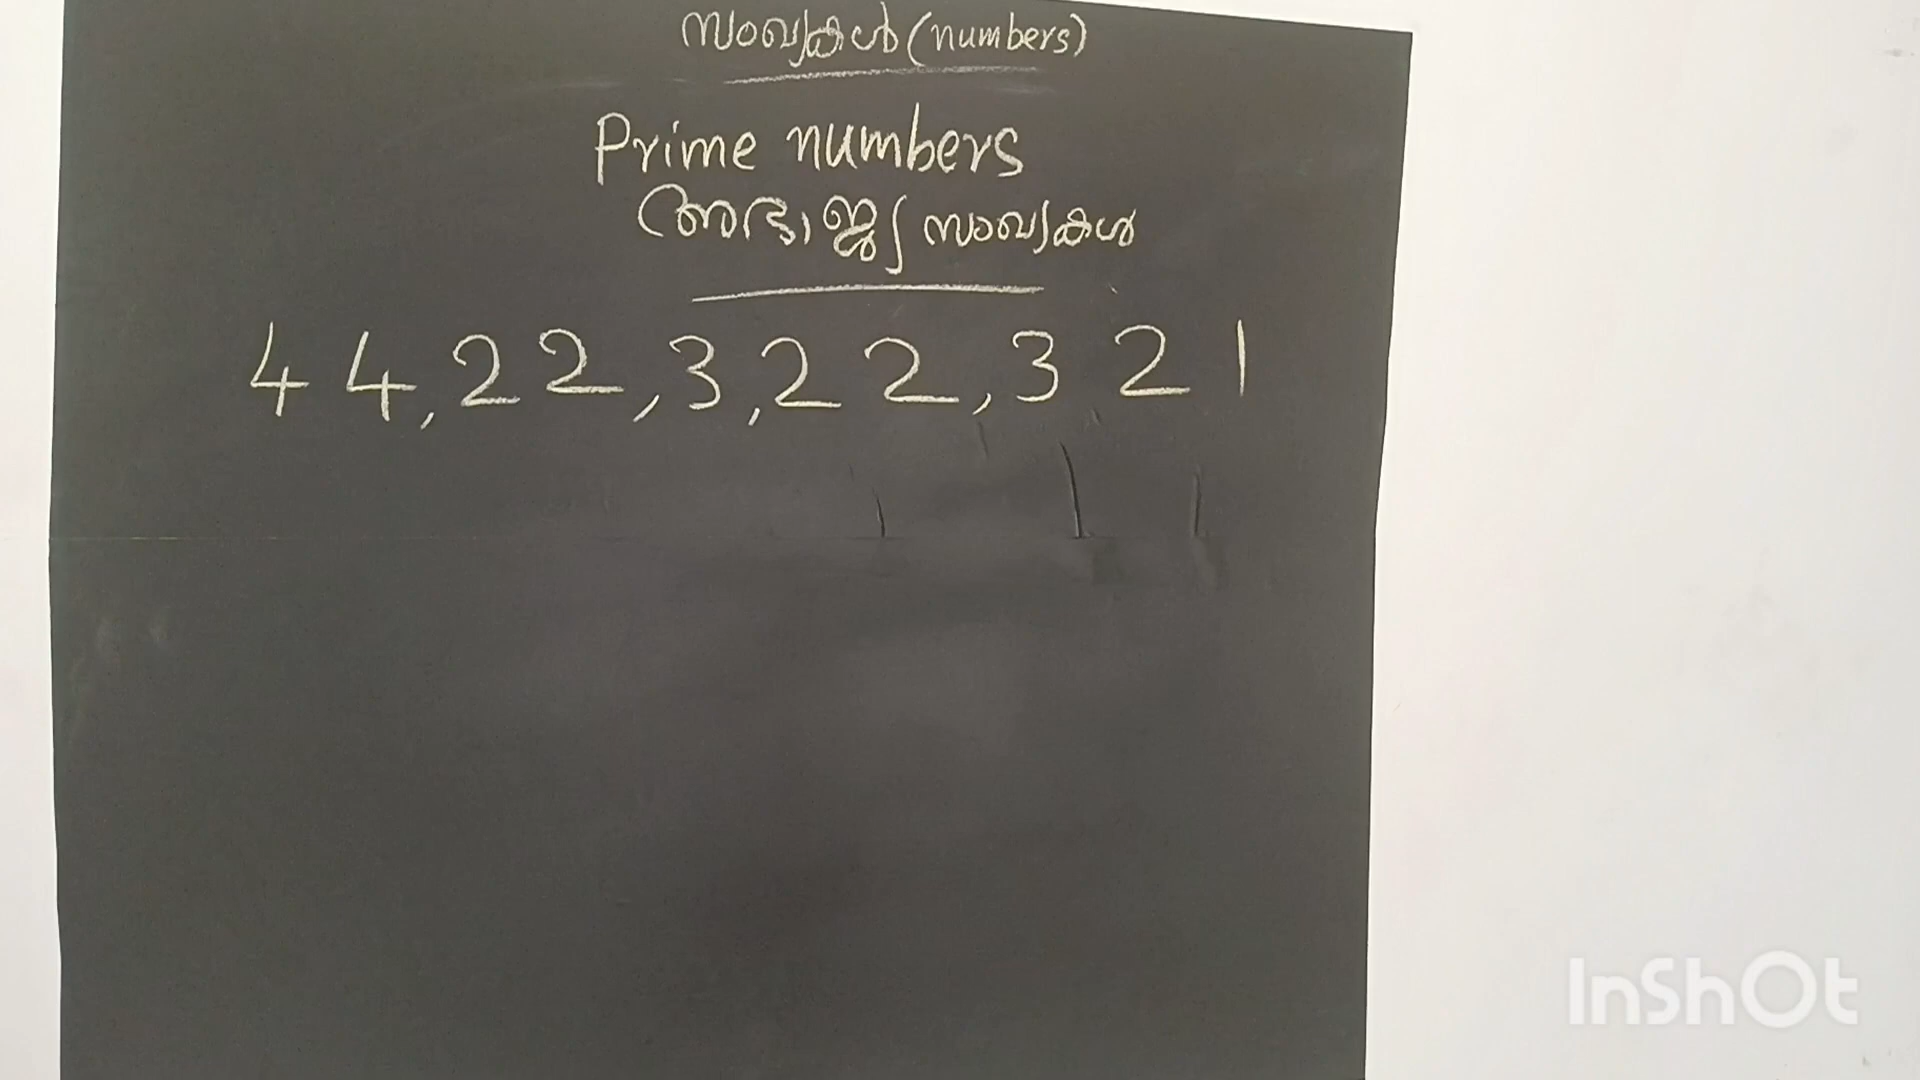 സംഖ്യകൾ (numbers)
Prime numbers
അഭാജ്യ സംഖ്യകൾ
4 4, 2 2, 3, 2 2, 3 2 1
InShOt